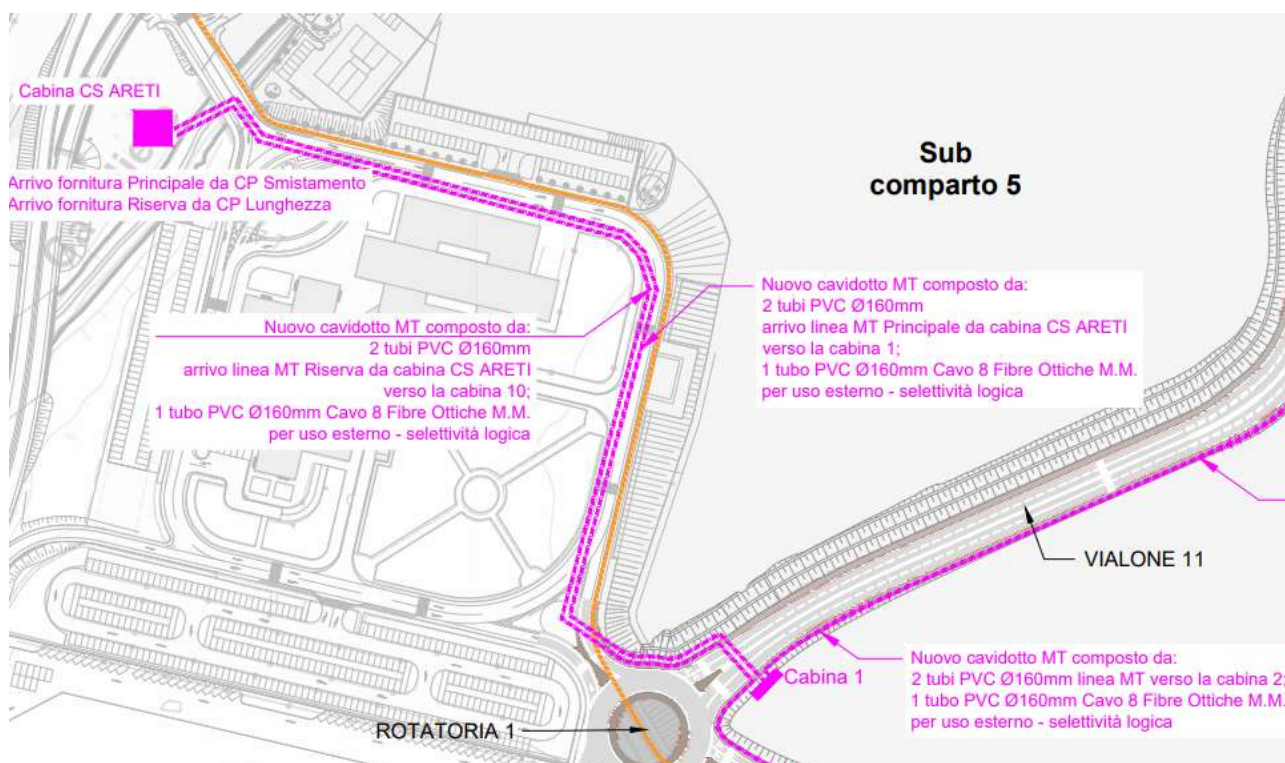 Cabina CS ARETI
Arrivo fornitura Principale da CP Smistamento
Arrivo fornitura Riserva da CP Lunghezza
Sub
comparto 5
Nuovo cavidotto MT composto da:
2 tubi PVC Ø160mm
arrivo linea MT Riserva da cabina CS ARETI
verso la cabina 10;
1 tubo PVC Ø160mm Cavo 8 Fibre Ottiche M.M.
per uso esterno - selettività logica
Nuovo cavidotto MT composto da:
2 tubi PVC Ø160mm
arrivo linea MT Principale da cabina CS ARETI
verso la cabina 1;
1 tubo PVC Ø160mm Cavo 8 Fibre Ottiche M.M.
per uso esterno - selettività logica
VIALONE 11
Cabina 1
Nuovo cavidotto MT composto da:
2 tubi PVC Ø160mm linea MT verso la cabina 2;
1 tubo PVC Ø160mm Cavo 8 Fibre Ottiche M.M.
per uso esterno - selettività logica
ROTATORIA 1